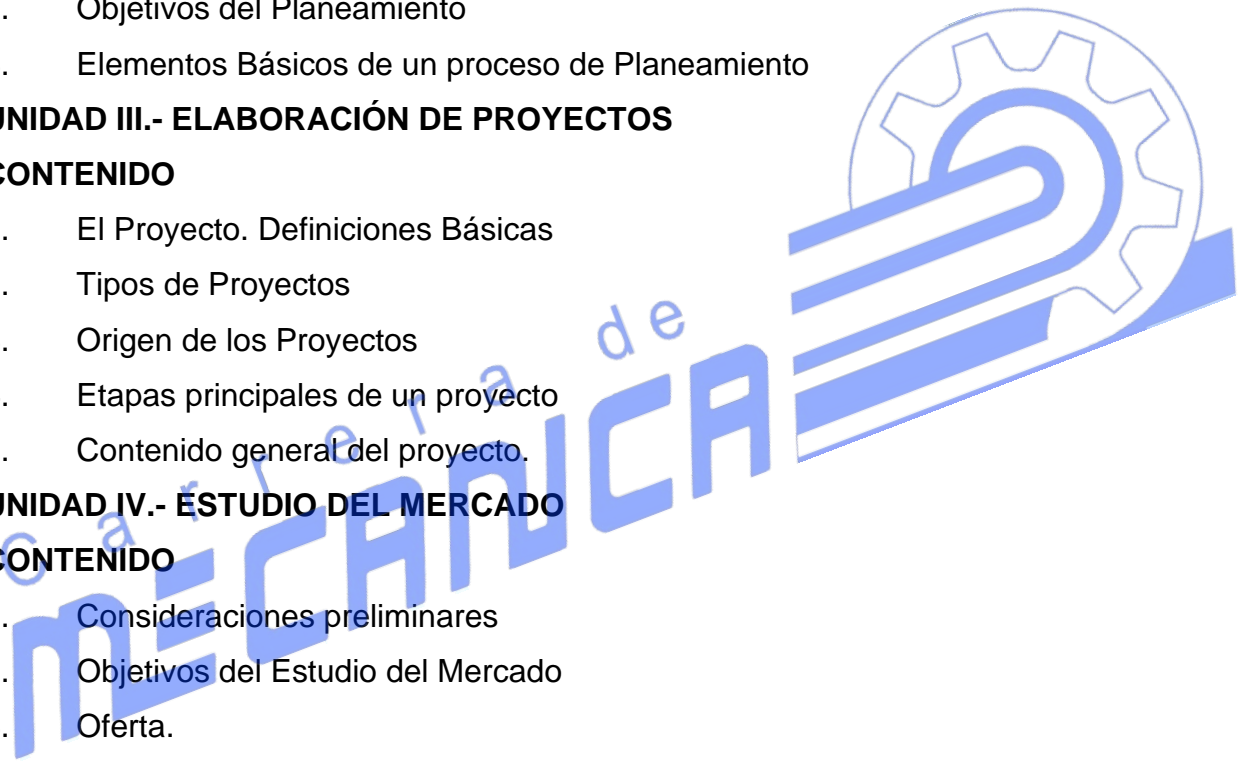 . Objetivos del Planeamiento
. Elementos Básicos de un proceso de Planeamiento
UNIDAD III.- ELABORACIÓN DE PROYECTOS
CONTENIDO
. El Proyecto. Definiciones Básicas
. Tipos de Proyectos
. Origen de los Proyectos
. Etapas principales de un proyecto
. Contenido general del proyecto.
UNIDAD IV.- ESTUDIO DEL MERCADO
CONTENIDO
. Consideraciones preliminares
. Objetivos del Estudio del Mercado
. Oferta.
Carrera de
MECANICA